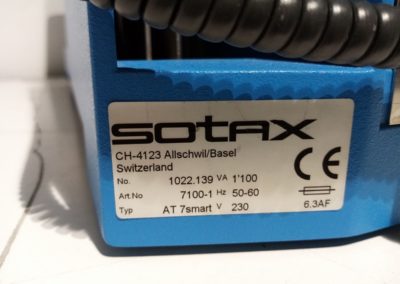 sotax
CH-4123 Allschwil/Basel
Switzerland
No. 1022.139 VA 1'100
Art.No 7100-1 Hz 50-60
Typ AT 7smart V 230
CE
6.3AF